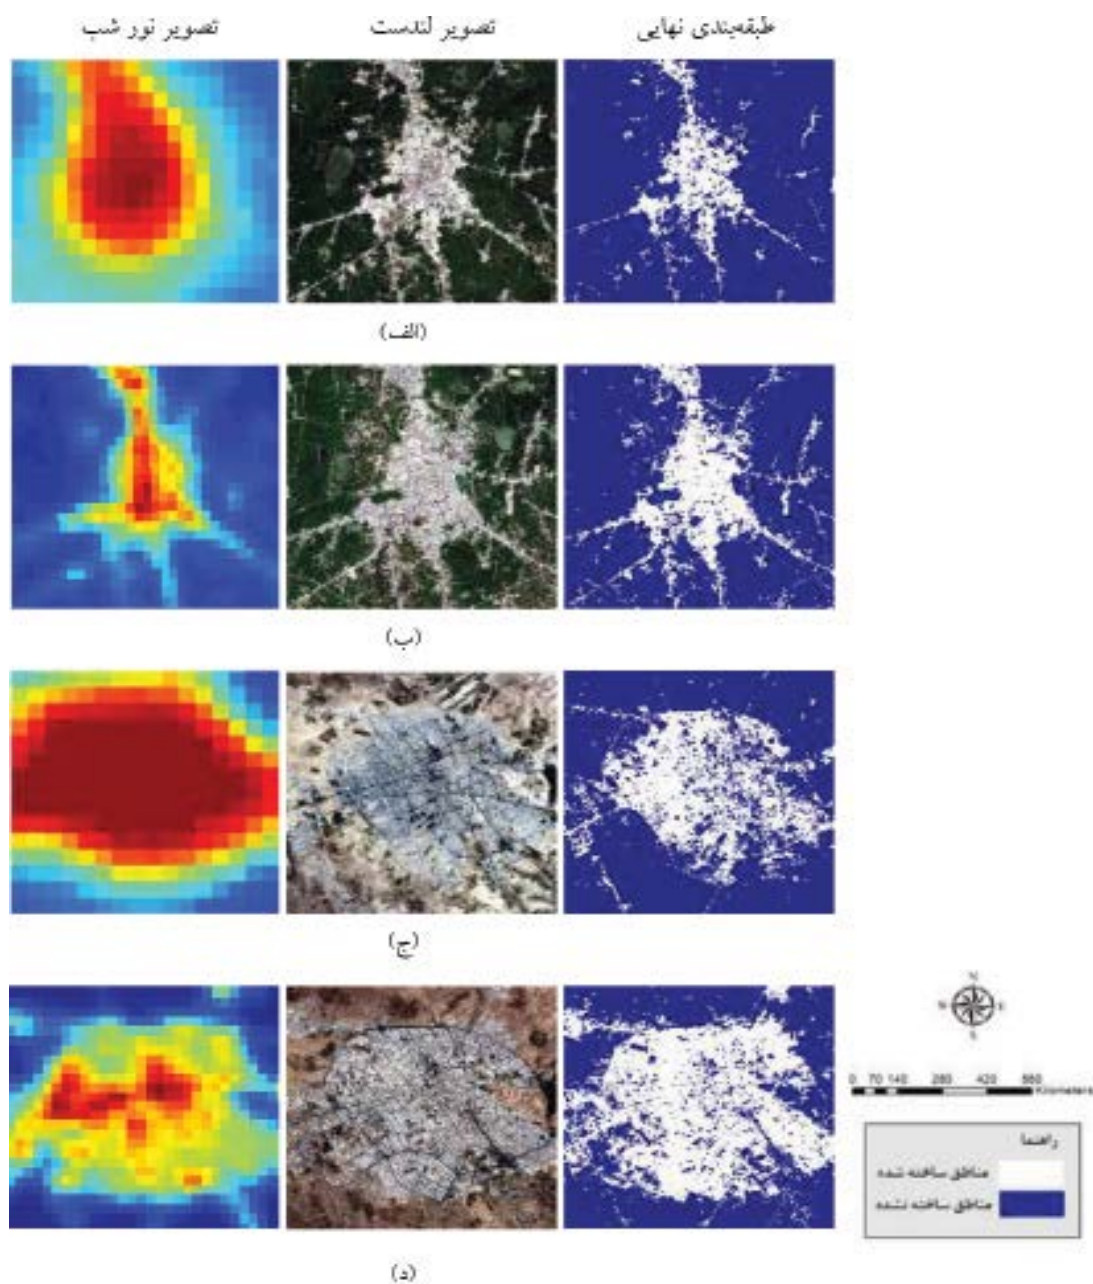 تصویر نور شب
تصویر لندست
طبقه‌بندی نهایی
(الف)
(ب)
(ج)
(د)
N
E
S
0 70 140 280 420 560
Kilometers
راهنما
مناطق ساخته شده
مناطق ساخته نشده